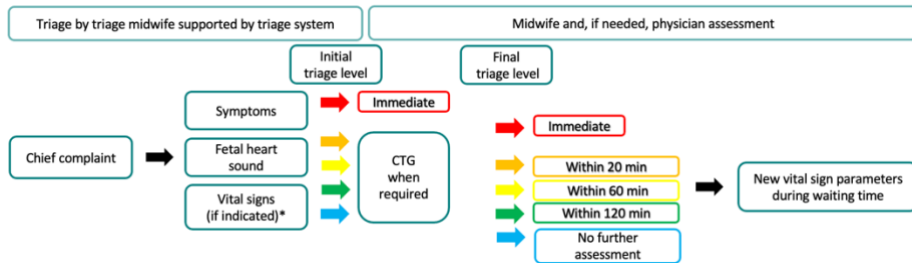 Triage by triage midwife supported by triage system
Midwife and, if needed, physician assessment
Initial
triage level
Final
triage level
Symptoms
Immediate
Immediate
Chief complaint
Fetal heart
sound
CTG
when
required
Vital signs
(if indicated)*
Within 20 min
Within 60 min
Within 120 min
No further
assessment
New vital sign parameters
during waiting time